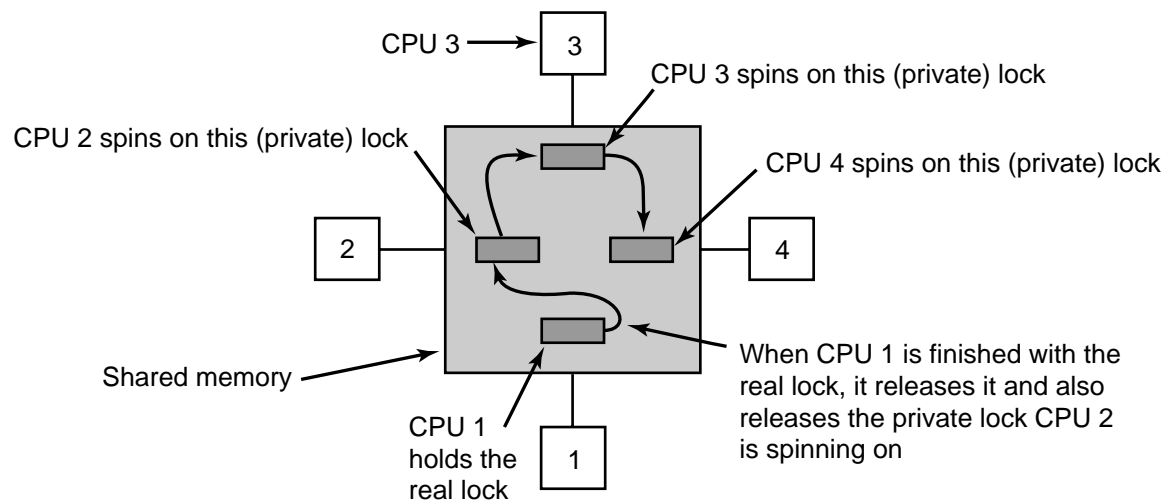 CPU 3
3
CPU 3 spins on this (private) lock
CPU 2 spins on this (private) lock
CPU 4 spins on this (private) lock
2
4
Shared memory
CPU 1
holds the
real lock
1
When CPU 1 is finished with the
real lock, it releases it and also
releases the private lock CPU 2
is spinning on